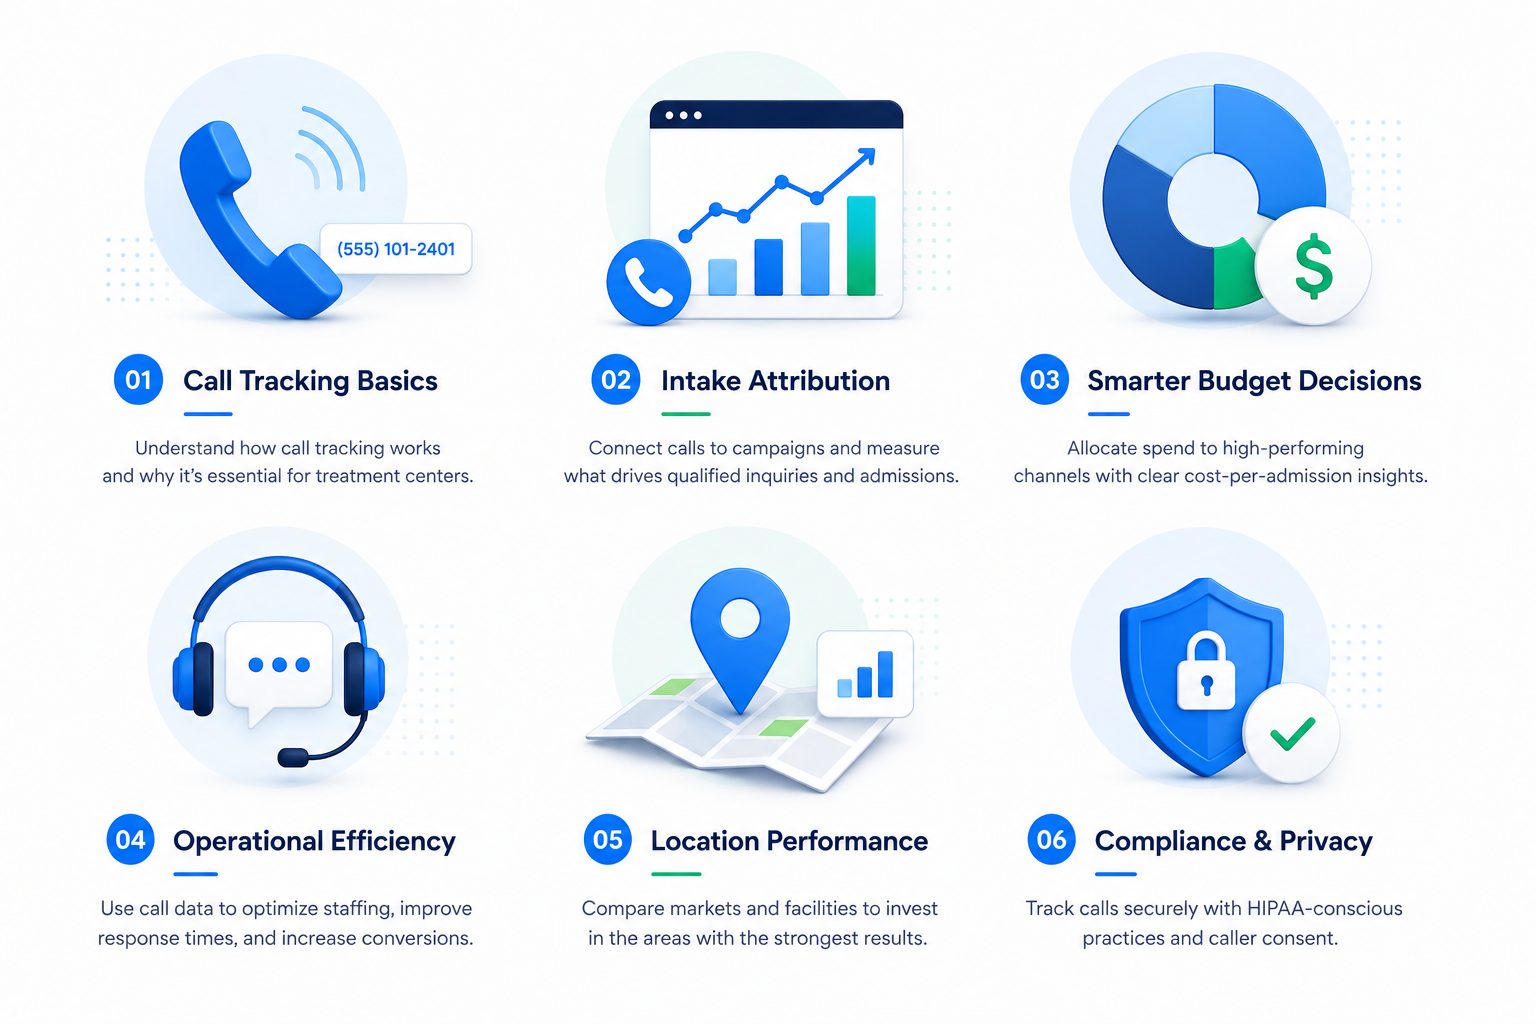 (555) 101-2401
$
01 Call Tracking Basics
Understand how call tracking works
and why it's essential for treatment centers.
02 Intake Attribution
Connect calls to campaigns and measure
what drives qualified inquiries and admissions.
03 Smarter Budget Decisions
Allocate spend to high-performing
channels with clear cost-per-admission insights.
04 Operational Efficiency
Use call data to optimize staffing, improve
response times, and increase conversions.
05 Location Performance
Compare markets and facilities to invest
in the areas with the strongest results.
06 Compliance & Privacy
Track calls securely with HIPAA-conscious
practices and caller consent.